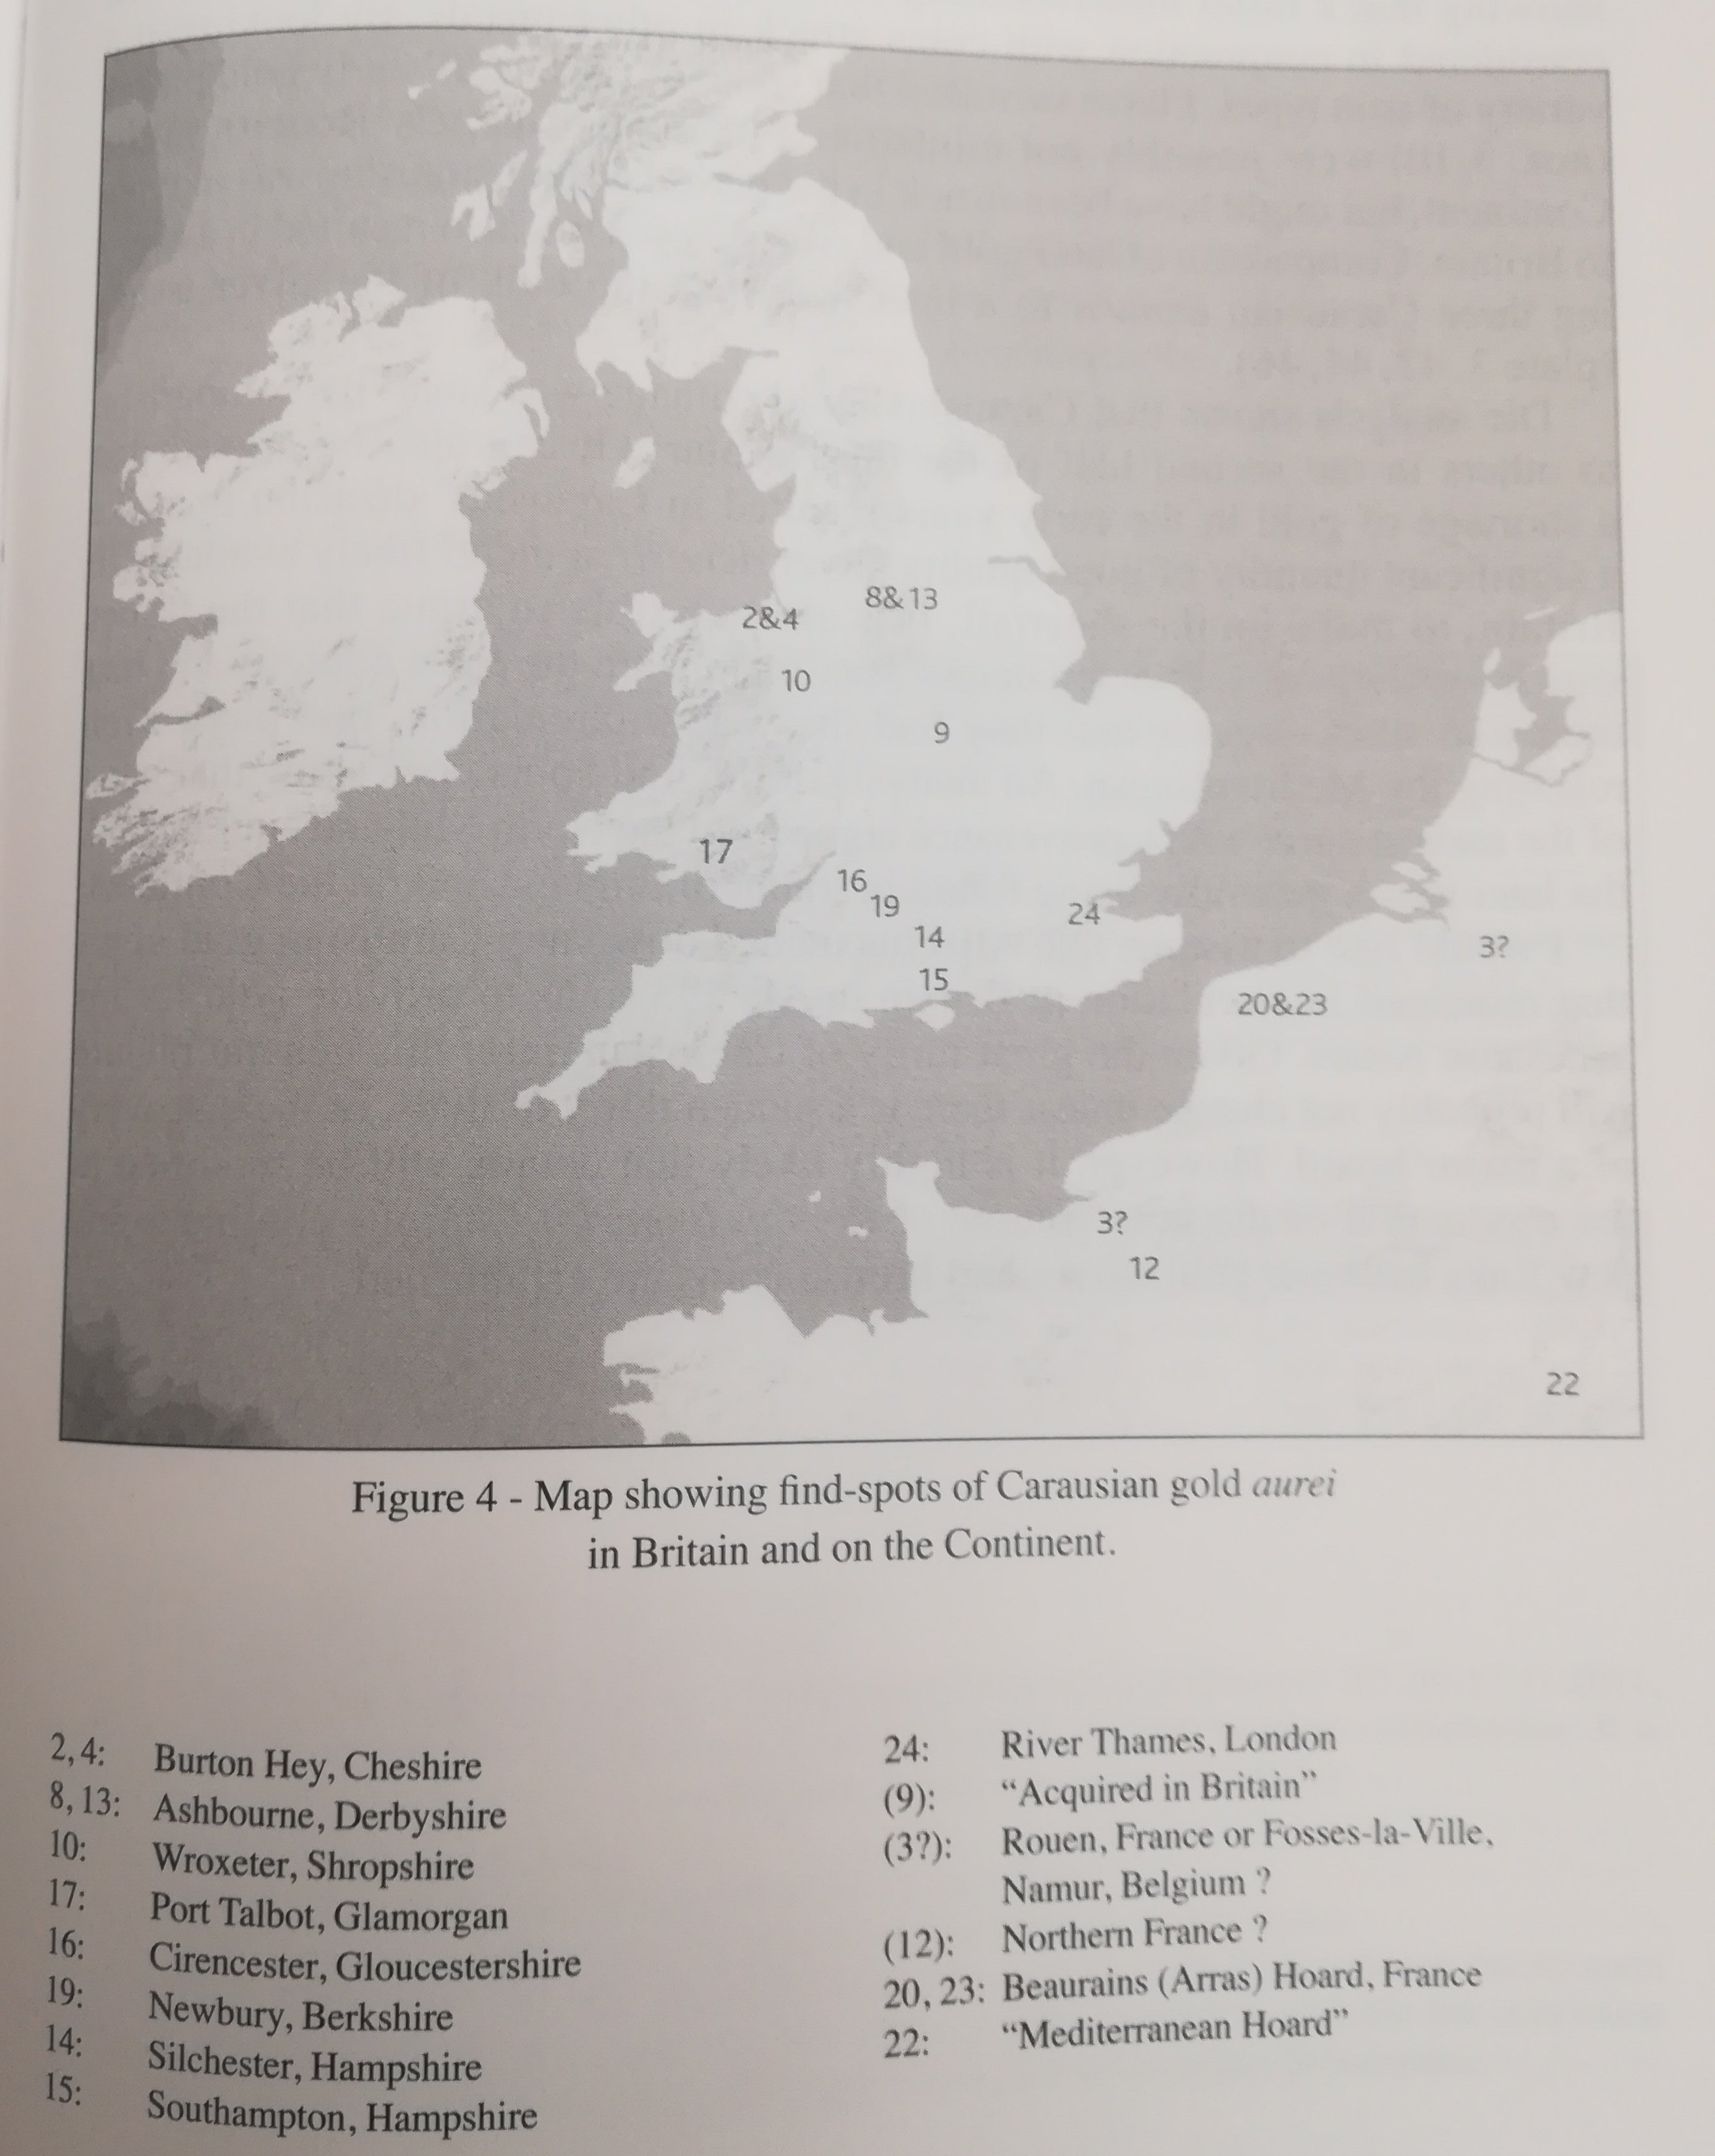 8&13
2&4
10
9
17
16
19
24
14
3?
15
20&23
3?
12
22
Figure 4 - Map showing find-spots of Carausian gold aurei
in Britain and on the Continent.
2, 4: Burton Hey, Cheshire
8, 13: Ashbourne, Derbyshire
10: Wroxeter, Shropshire
17: Port Talbot, Glamorgan
16: Cirencester, Gloucestershire
19: Newbury, Berkshire
14: Silchester, Hampshire
15: Southampton, Hampshire
24: River Thames, London
(9): “Acquired in Britain”
(3?): Rouen, France or Fosses-la-Ville,
Namur, Belgium ?
(12): Northern France ?
20, 23: Beaurains (Arras) Hoard, France
22: “Mediterranean Hoard”